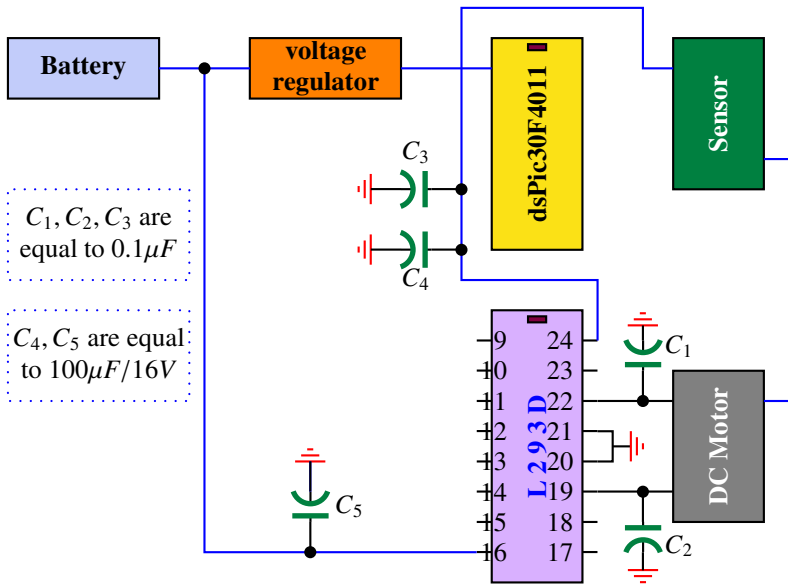 Battery
voltage
regulator
dsPic30F4011
Sensor
C₃
C₁, C₂, C₃ are
equal to 0.1μF
C₄
C₄, C₅ are equal
to 100μF/16V
9
10
11
12
13
14
15
16
L293D
24
23
22
21
20
19
18
17
C₁
DC Motor
C₅
C₂